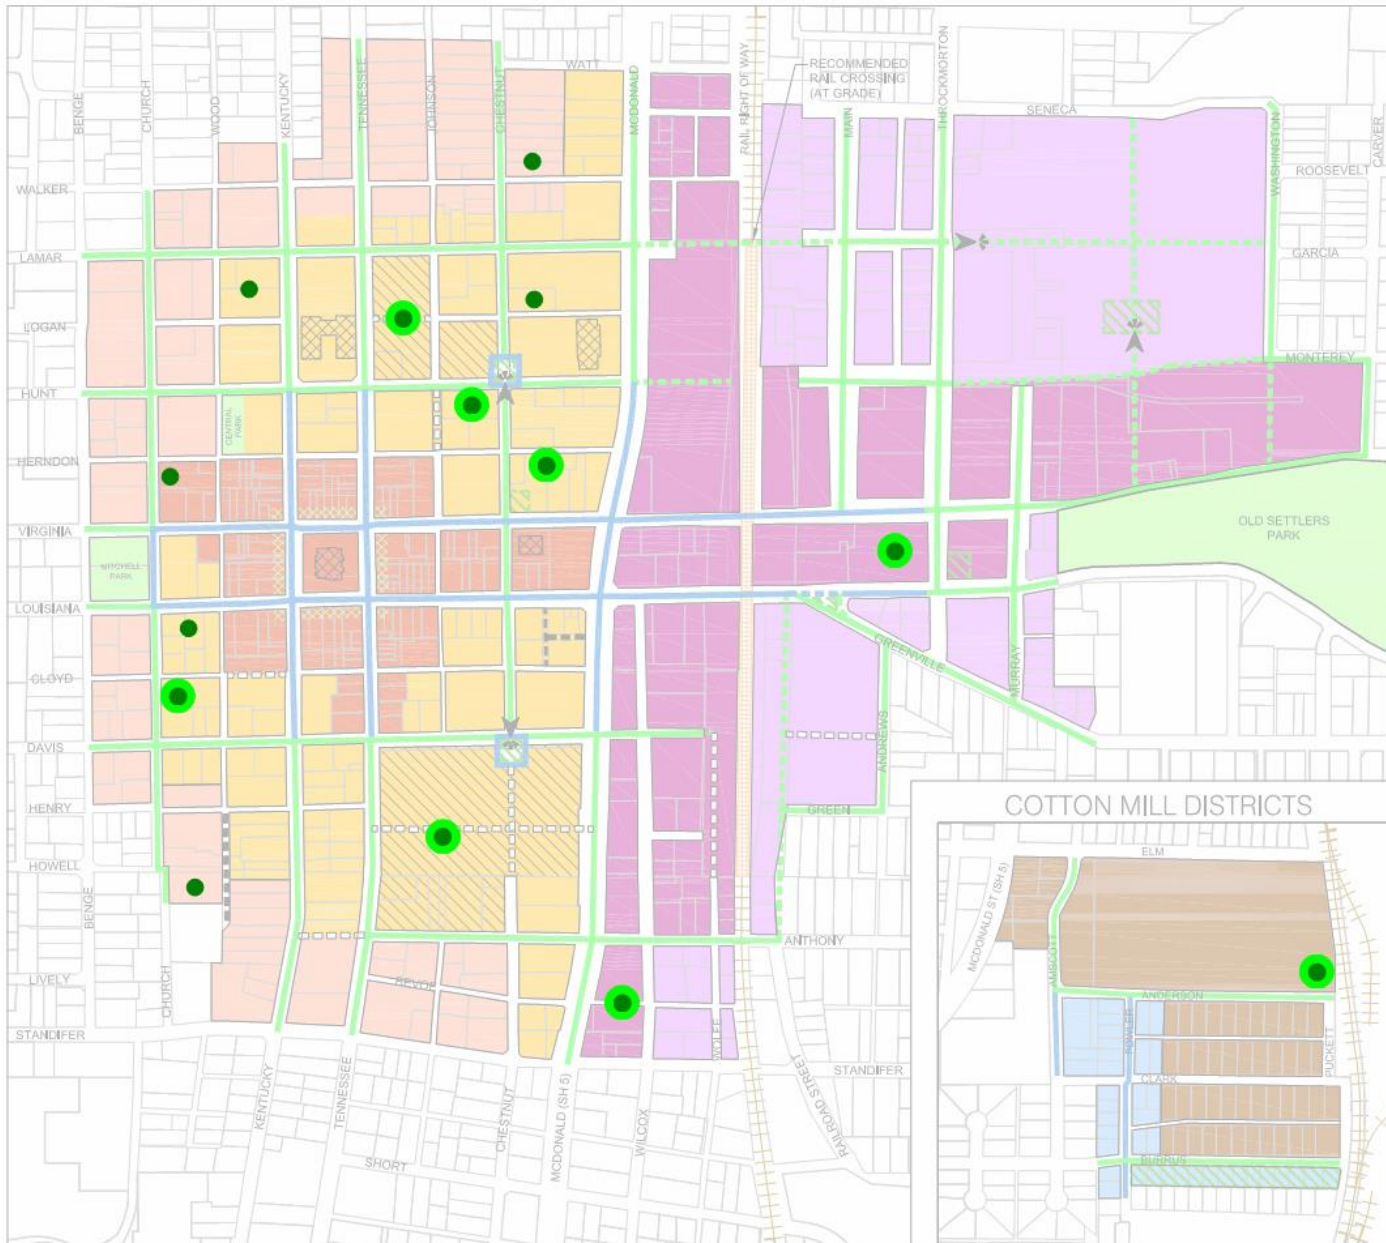 BENGE
CHURCH
WOOD
KENTUCKY
TENNESSEE
JOHNSON
CHESTNUT
WATT
MCDONALD
RAIL RIGHT OF WAY
RECOMMENDED
RAIL CROSSING
(AT GRADE)
MAIN
THROCKMORTON
SENECA
WASHINGTON
CARVER
ROOSEVELT
WALKER
LAMAR
GARCIA
LOGAN
MONTEREY
HUNT
CENTRAL
PARK
HERNDON
VIRGINIA
OLD SETTLERS
PARK
MITCHELL
PARK
LOUISIANA
GREENVILLE
MURRAY
CLOYD
ANDREWS
DAVIS
HENRY
GREEN
HOWELL
BENGE
ANTHONY
LIVELY
CHURCH
STANDIFER
WOLFE
STANDIFER
KENTUCKY
TENNESSEE
CHESTNUT
MCDONALD (SH 5)
WILCOX
RAILROAD STREET
SHORT
COTTON MILL DISTRICTS
ELM
MCDONALD ST (SH 5)
AMSCOTT
ANDERSON
FOWLER
PUCKETT
CLARK
BURRUS